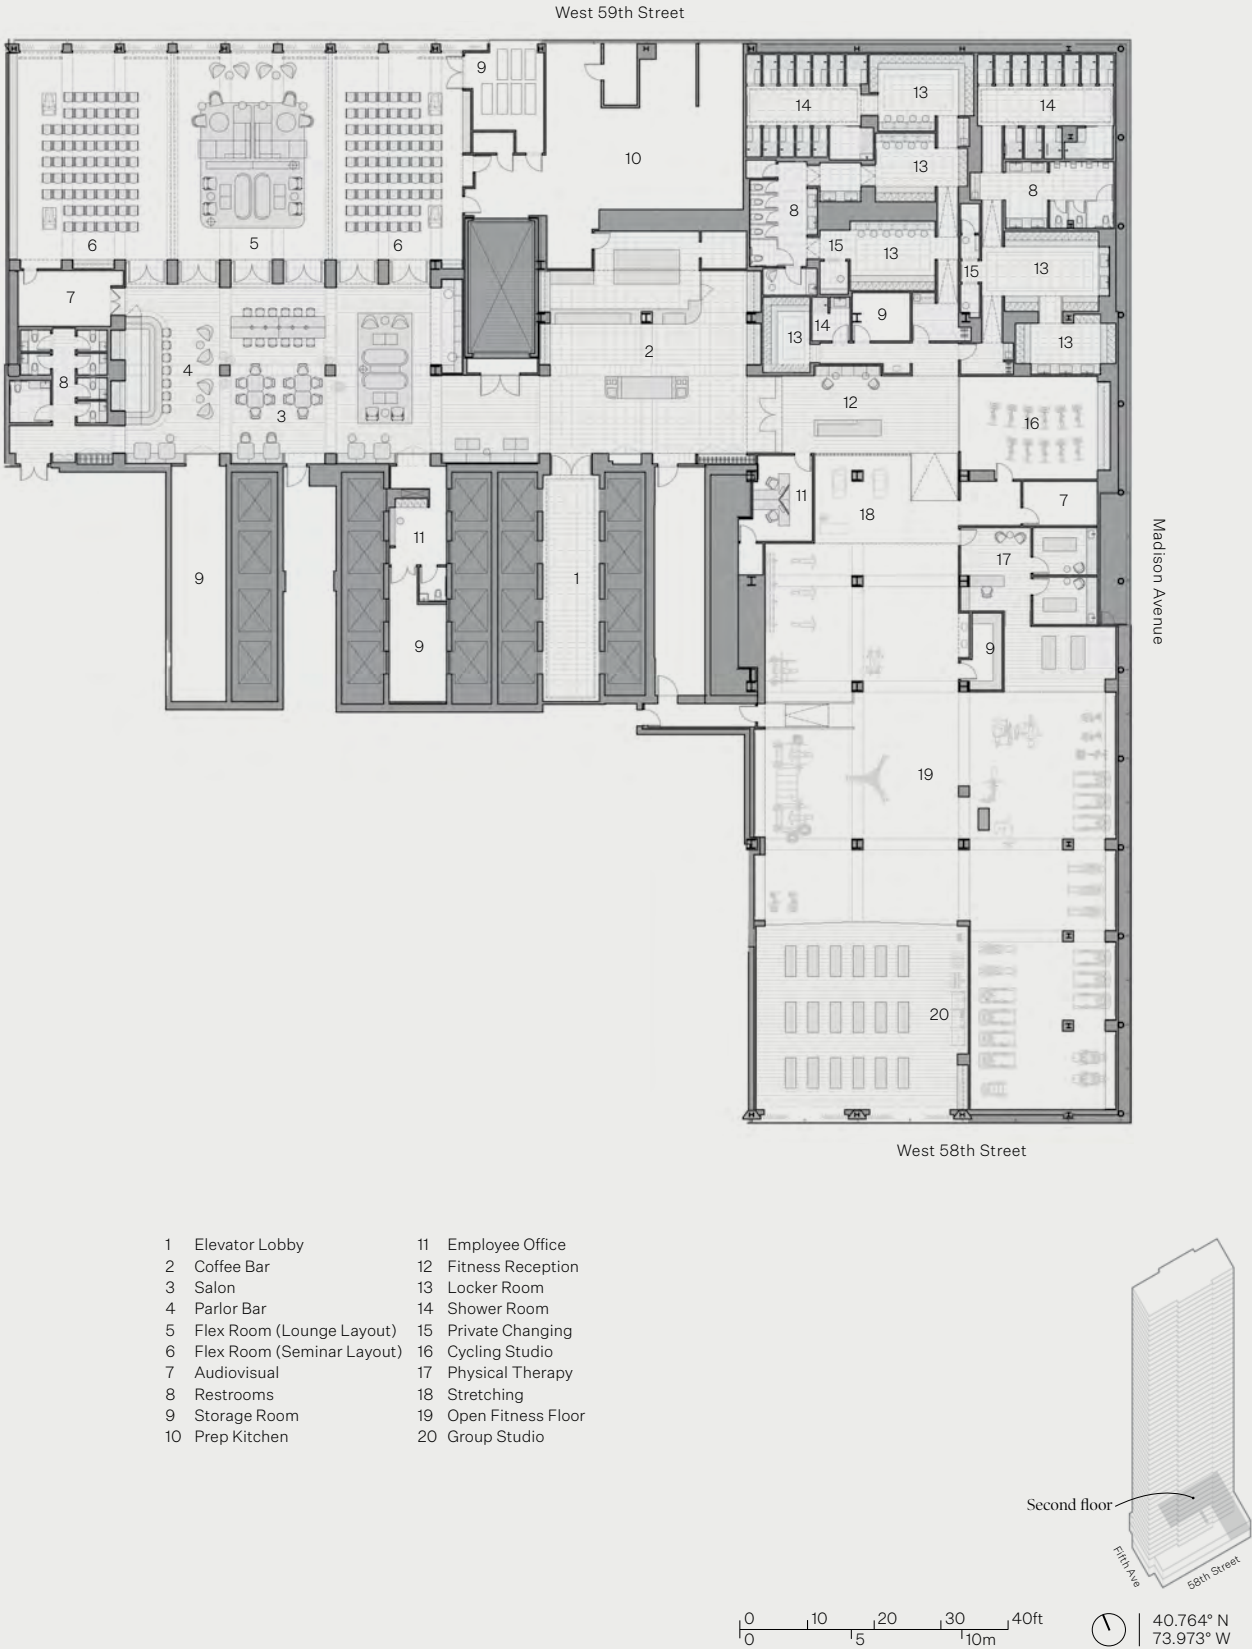 West 59th Street
9
14
13
14
10
13
8
8
6
5
6
15
13
15
13
7
14
9
13
13
2
4
8
12
3
16
11
7
18
11
17
9
1
9
9
19
20
Madison Avenue
West 58th Street
1 Elevator Lobby
2 Coffee Bar
3 Salon
4 Parlor Bar
5 Flex Room (Lounge Layout)
6 Flex Room (Seminar Layout)
7 Audiovisual
8 Restrooms
9 Storage Room
10 Prep Kitchen
11 Employee Office
12 Fitness Reception
13 Locker Room
14 Shower Room
15 Private Changing
16 Cycling Studio
17 Physical Therapy
18 Stretching
19 Open Fitness Floor
20 Group Studio
Second floor
Fifth Ave
58th Street
0 10 20 30 40ft
0 5 10m
40.764° N
73.973° W